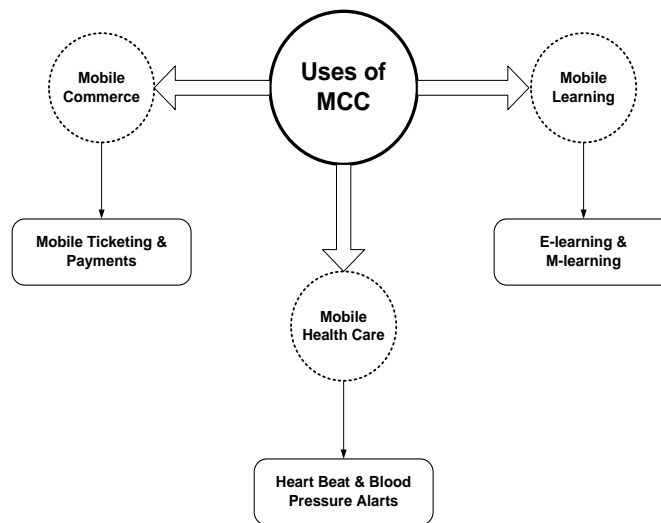 Uses of
MCC
Mobile
Commerce
Mobile
Learning
Mobile Ticketing &
Payments
E-learning &
M-learning
Mobile
Health Care
Heart Beat & Blood
Pressure Alarts